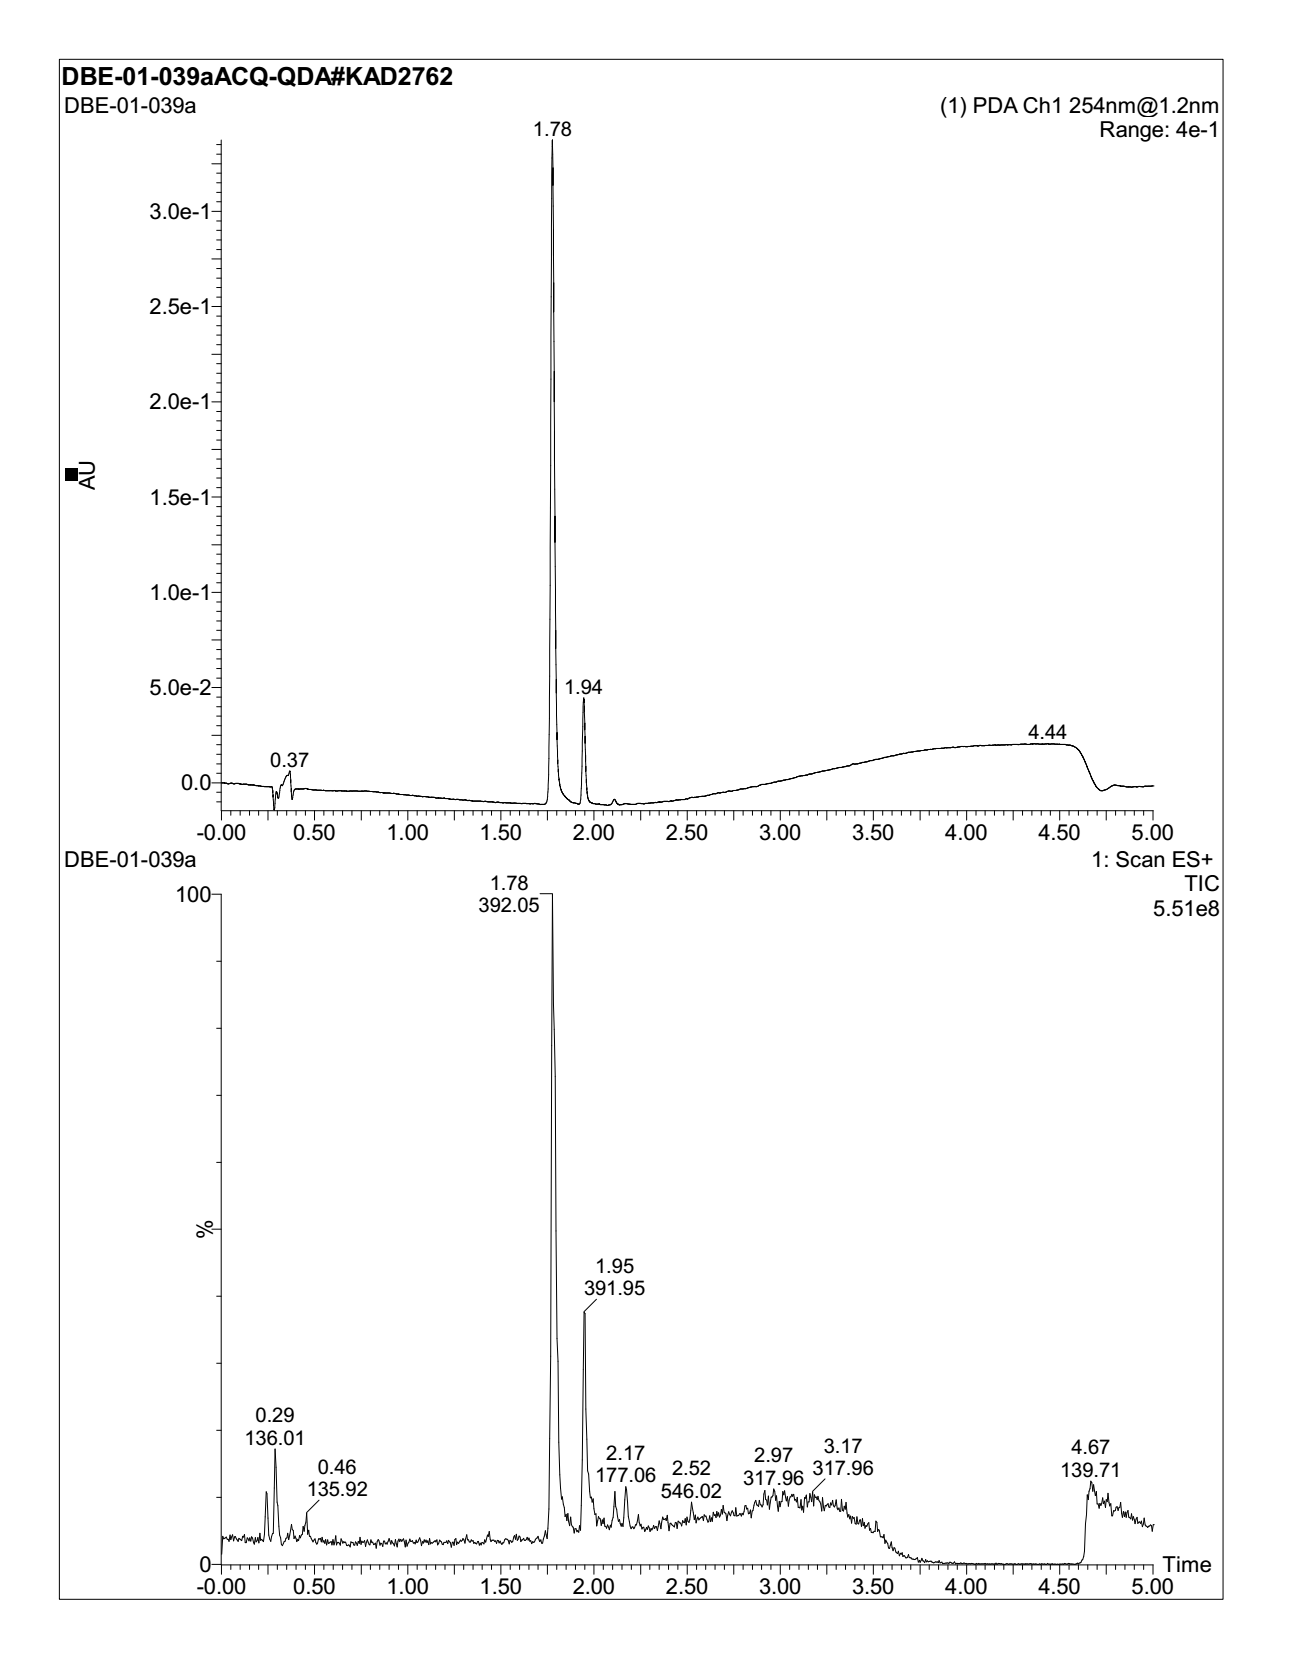 DBE-01-039aACQ-QDA#KAD2762
DBE-01-039a
(1) PDA Ch1 254nm@1.2nm
Range: 4e-1
1.78
3.0e-1
2.5e-1
2.0e-1
AU
1.5e-1
1.0e-1
5.0e-2
1.94
4.44
0.37
0.0
-0.00 0.50 1.00 1.50 2.00 2.50 3.00 3.50 4.00 4.50 5.00
DBE-01-039a
1: Scan ES+
TIC
5.51e8
100
1.78
392.05
%
1.95
391.95
0.29
136.01
0.46
135.92
2.17
177.06
2.52
546.02
2.97
317.96
3.17
317.96
4.67
139.71
0
Time
-0.00 0.50 1.00 1.50 2.00 2.50 3.00 3.50 4.00 4.50 5.00